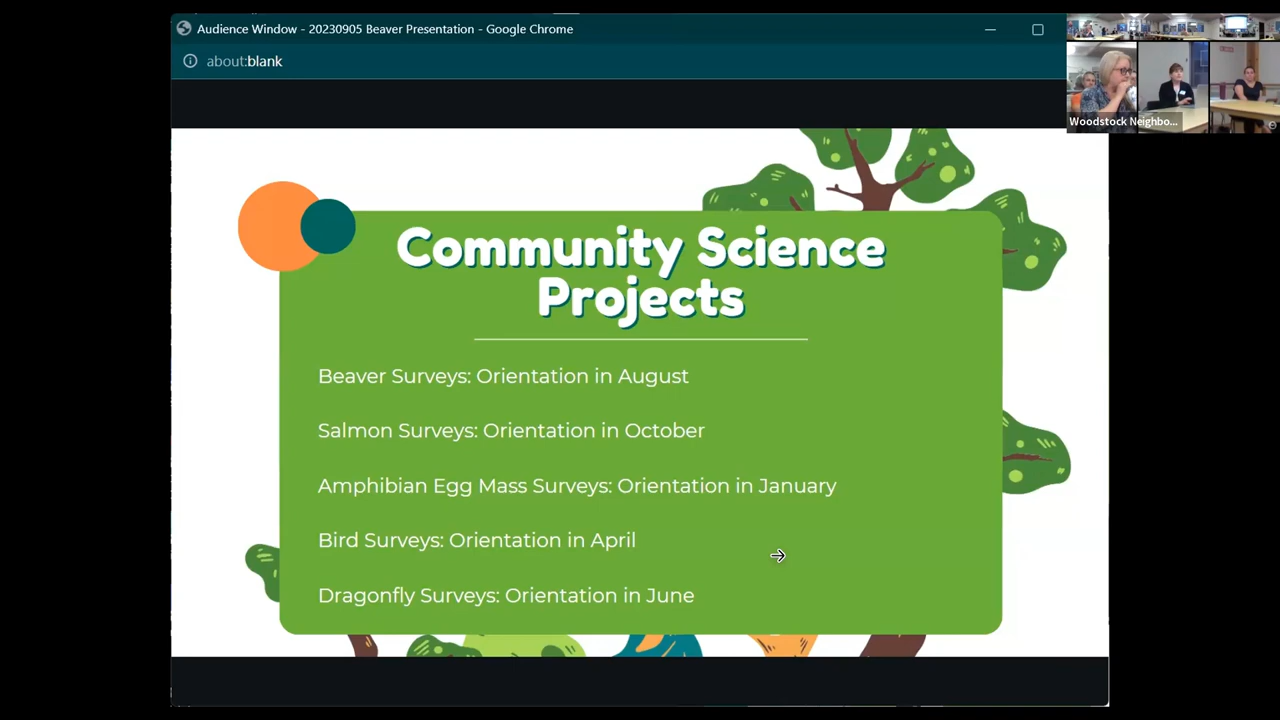 Audience Window - 20230905 Beaver Presentation - Google Chrome
about:blank
Woodstock Neighbo...
Community Science
Projects
Beaver Surveys: Orientation in August
Salmon Surveys: Orientation in October
Amphibian Egg Mass Surveys: Orientation in January
Bird Surveys: Orientation in April
Dragonfly Surveys: Orientation in June